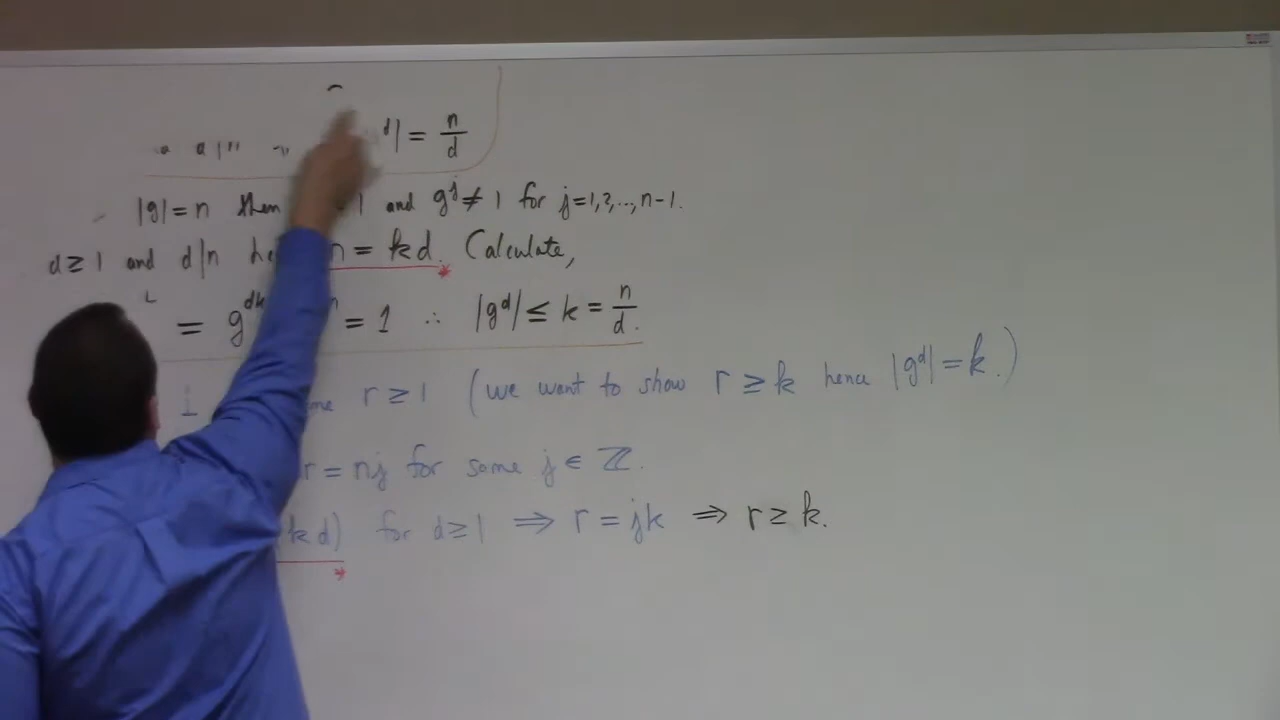 d| = n/d
|g| = n then 1 and g^j ≠ 1 for j=1,2,...,n-1.
d ≥ 1 and d|n n = kd. Calculate,
= g^dk = 1 ∴ |g^d| ≤ k = n/d.
r ≥ 1 (we want to show r ≥ k hence |g^d| = k.)
r = nj for some j ∈ ℤ.
kd) for d ≥ 1 ⟹ r = jk ⟹ r ≥ k.